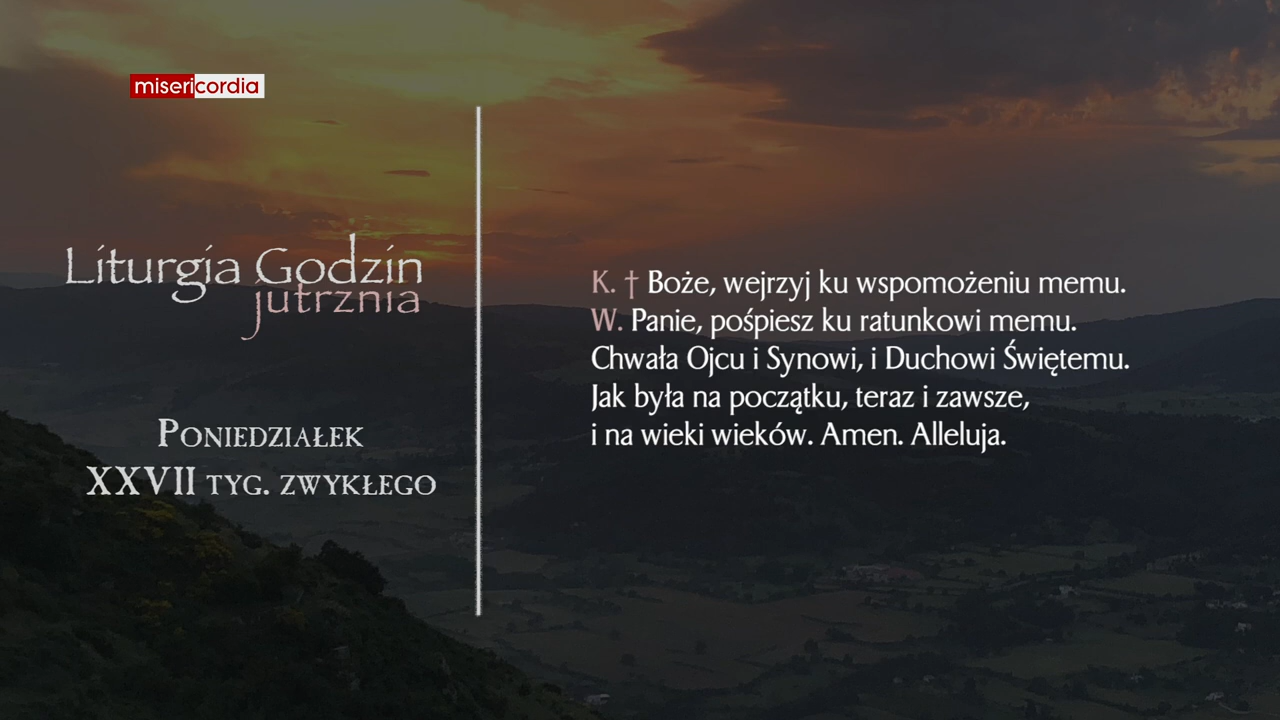 misericordia
Liturgia Godzin
jutrznia
Poniedziałek
XXVII tyg. zwykłego
K. † Boże, wejrzyj ku wspomożeniu memu.
W. Panie, pośpiesz ku ratunkowi memu.
Chwała Ojcu i Synowi, i Duchowi Świętemu.
Jak była na początku, teraz i zawsze,
i na wieki wieków. Amen. Alleluja.